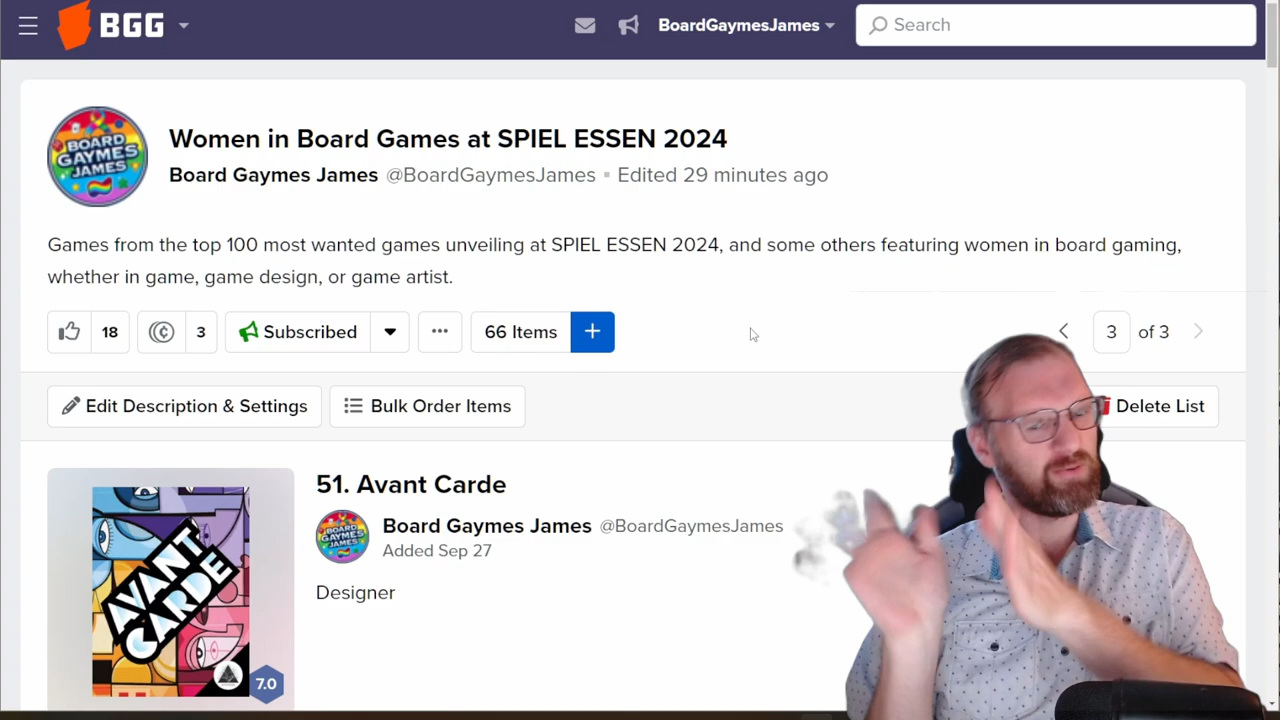 BGG
BoardGaymesJames
Search
BOARD
GAYMES
JAMES
Women in Board Games at SPIEL ESSEN 2024
Board Gaymes James @BoardGaymesJames Edited 29 minutes ago
Games from the top 100 most wanted games unveiling at SPIEL ESSEN 2024, and some others featuring women in board gaming,
whether in game, game design, or game artist.
18
3
Subscribed
66 Items
3 of 3
Edit Description & Settings
Bulk Order Items
Delete List
AVANT
CARDE
7.0
51. Avant Carde
BOARD
GAYMES
JAMES
Board Gaymes James @BoardGaymesJames
Added Sep 27
Designer